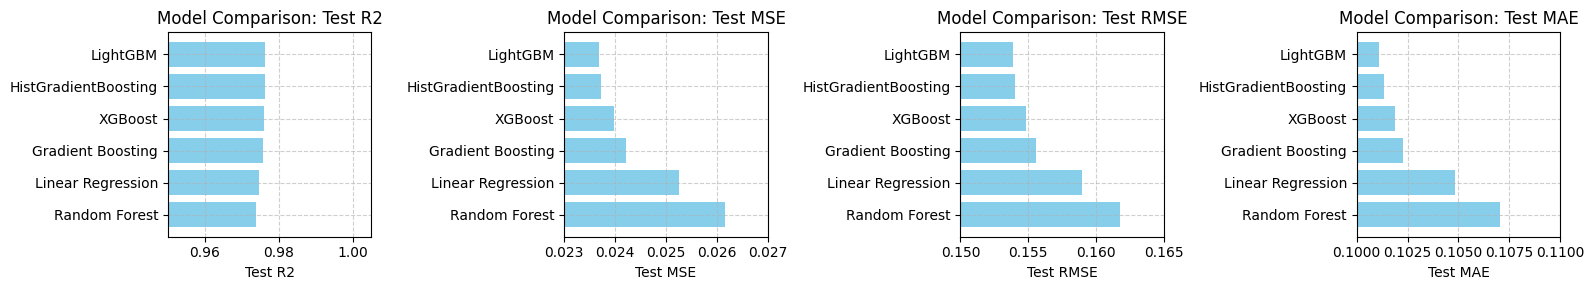 Model Comparison: Test R2
LightGBM
HistGradientBoosting
XGBoost
Gradient Boosting
Linear Regression
Random Forest
0.96 0.98 1.00
Test R2
Model Comparison: Test MSE
LightGBM
HistGradientBoosting
XGBoost
Gradient Boosting
Linear Regression
Random Forest
0.023 0.024 0.025 0.026 0.027
Test MSE
Model Comparison: Test RMSE
LightGBM
HistGradientBoosting
XGBoost
Gradient Boosting
Linear Regression
Random Forest
0.150 0.155 0.160 0.165
Test RMSE
Model Comparison: Test MAE
LightGBM
HistGradientBoosting
XGBoost
Gradient Boosting
Linear Regression
Random Forest
0.1000 0.1025 0.1050 0.1075 0.1100
Test MAE